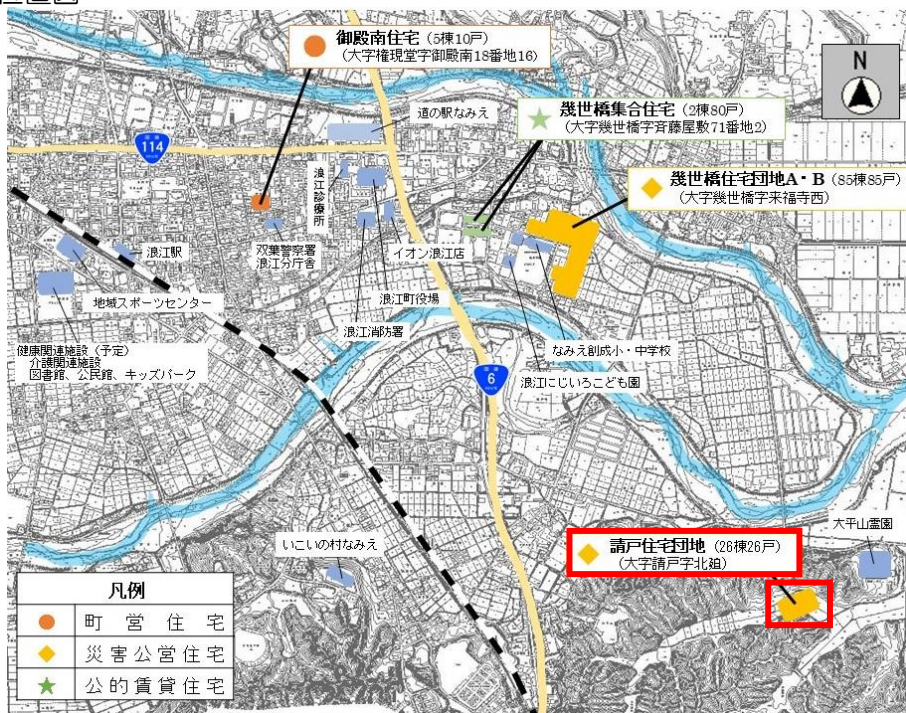 位置図
御殿南住宅（5棟10戸）
（大字権現堂字御殿南18番地16）
N
道の駅なみえ
幾世橋集合住宅（2棟80戸）
（大字幾世橋字斉藤屋敷71番地2）
国道
114
浪江診療所
幾世橋住宅団地A・B（85棟85戸）
（大字幾世橋字来福寺西）
浪江駅
双葉警察署
浪江分庁舎
イオン浪江店
地域スポーツセンター
浪江町役場
浪江消防署
なみえ創成小・中学校
健康関連施設（予定）
介護関連施設
図書館、公民館、キッズパーク
国道
6
浪江にじいろこども園
請戸住宅団地（26棟26戸）
（大字請戸字北迫）
大平山霊園
いこいの村なみえ
凡例
町営住宅
災害公営住宅
公的賃貸住宅